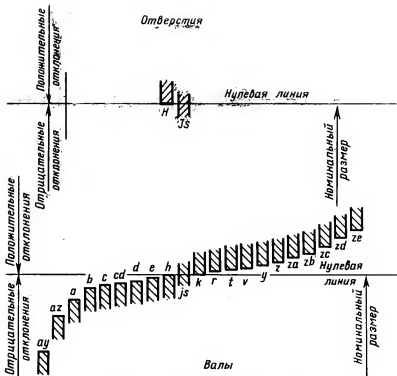 Отверстия
Положительные
отклонения
H
Js
Нулевая линия
Отрицательные
отклонения
Номинальный
размер
Положительные
отклонения
ay
az
a
b
c
cd
d
e
h
js
k
r
t
v
y
z
za
zb
zc
zd
ze
Нулевая
линия
Отрицательные
отклонения
Номинальный
размер
Валы